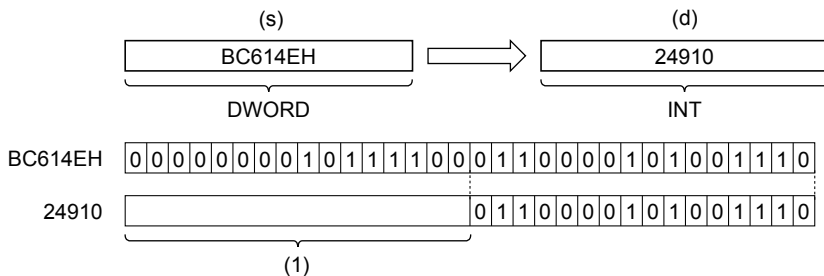 (s) (d)
BC614EH 24910
DWORD INT
BC614EH 0 0 0 0 0 0 0 0 1 0 1 1 1 1 0 0 0 1 1 0 0 0 0 1 0 1 0 0 1 1 1 0
24910 0 1 1 0 0 0 0 1 0 1 0 0 1 1 1 0
(1)